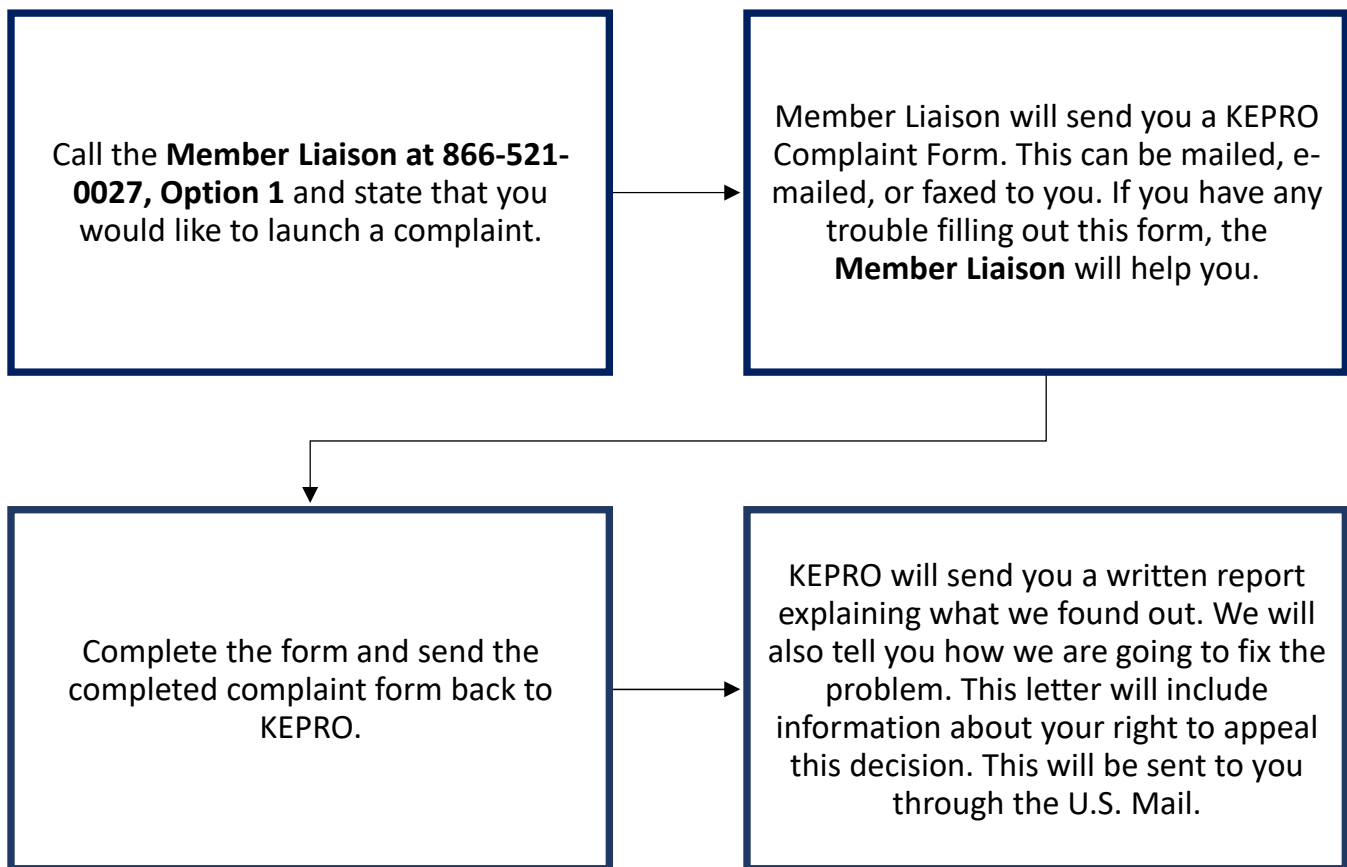 Call the Member Liaison at 866-521-
0027, Option 1 and state that you
would like to launch a complaint.
Member Liaison will send you a KEPRO
Complaint Form. This can be mailed, e-
mailed, or faxed to you. If you have any
trouble filling out this form, the
Member Liaison will help you.
Complete the form and send the
completed complaint form back to
KEPRO.
KEPRO will send you a written report
explaining what we found out. We will
also tell you how we are going to fix the
problem. This letter will include
information about your right to appeal
this decision. This will be sent to you
through the U.S. Mail.